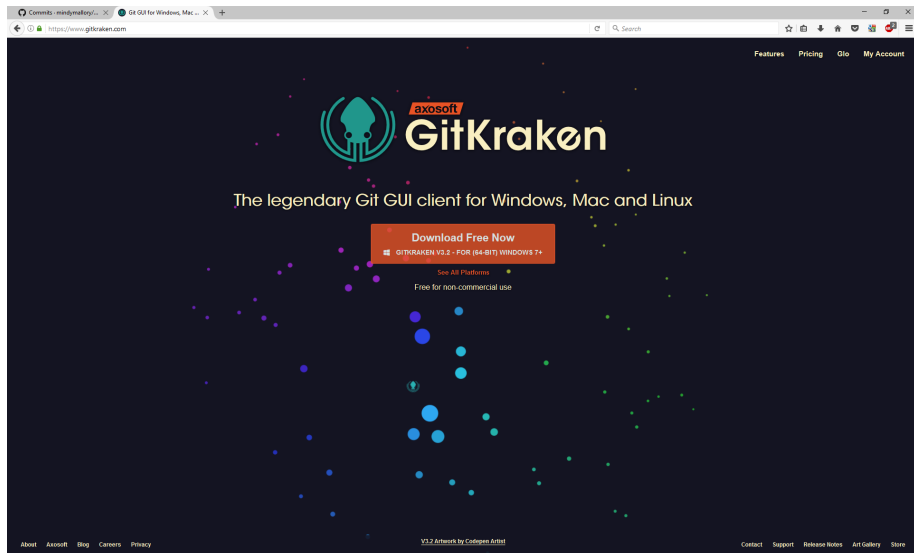 Commits · mindymallory/...
Git GUI for Windows, Mac ...
https://www.gitkraken.com
Search
Features Pricing Glo My Account
axosoft
GitKraken
The legendary Git GUI client for Windows, Mac and Linux
Download Free Now
GITKRAKEN V3.2 - FOR (64-BIT) WINDOWS 7+
See All Platforms
Free for non-commercial use
About Axosoft Blog Careers Privacy
V3.2 Artwork by Codepen Artist
Contact Support Release Notes Art Gallery Store